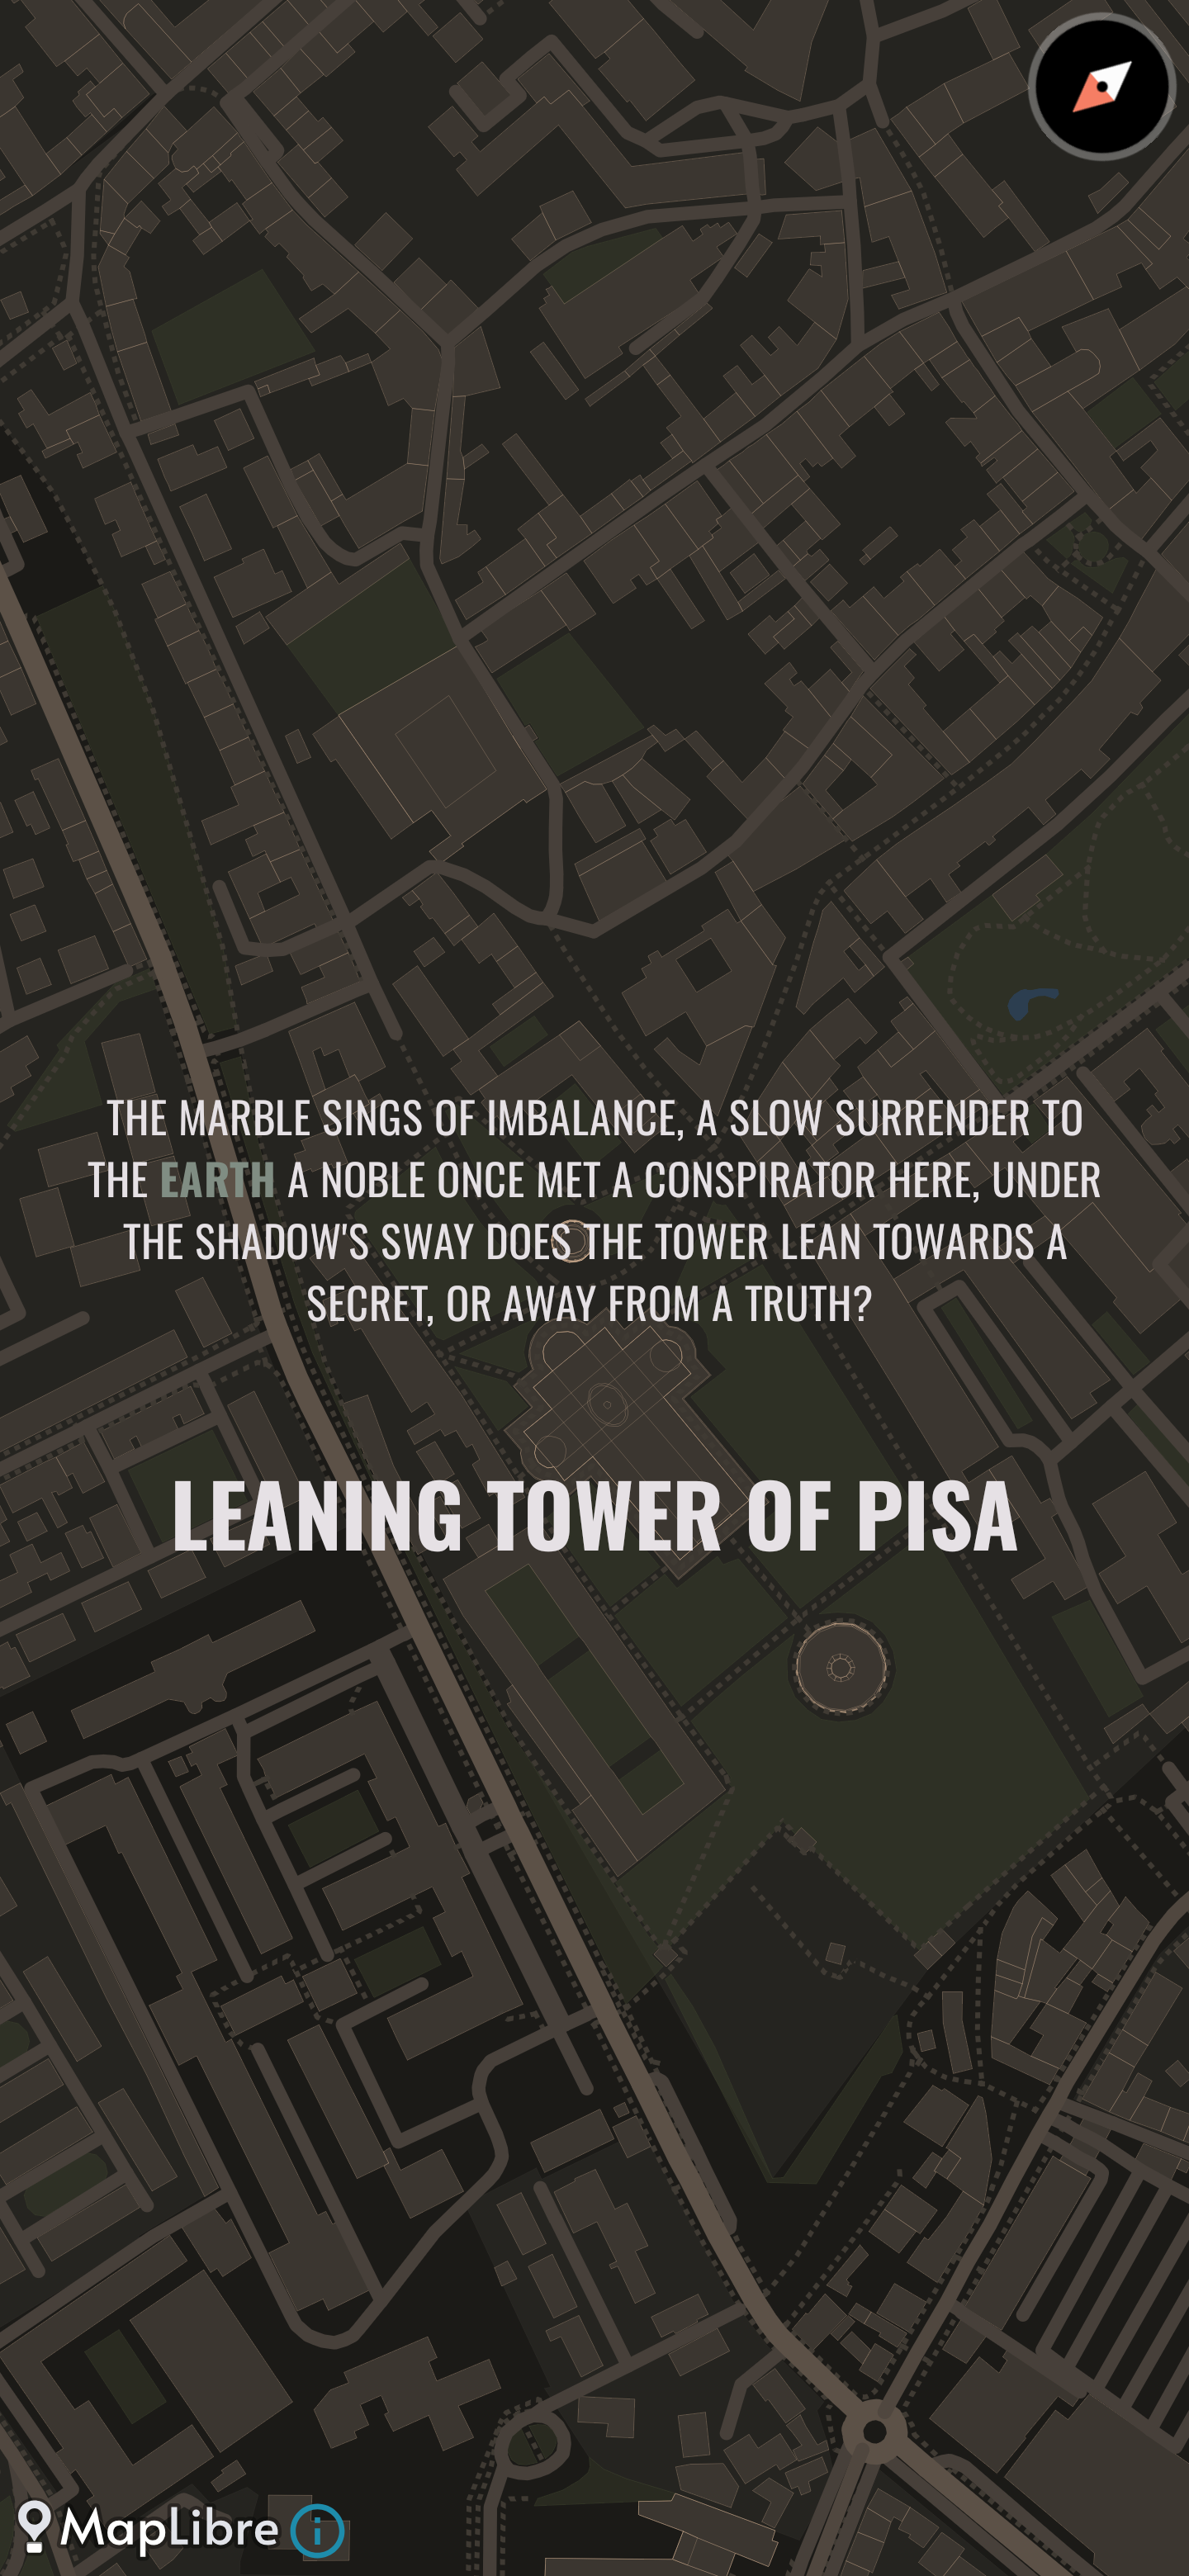 THE MARBLE SINGS OF IMBALANCE, A SLOW SURRENDER TO
THE EARTH A NOBLE ONCE MET A CONSPIRATOR HERE, UNDER
THE SHADOW'S SWAY DOES THE TOWER LEAN TOWARDS A
SECRET, OR AWAY FROM A TRUTH?
LEANING TOWER OF PISA
MapLibre